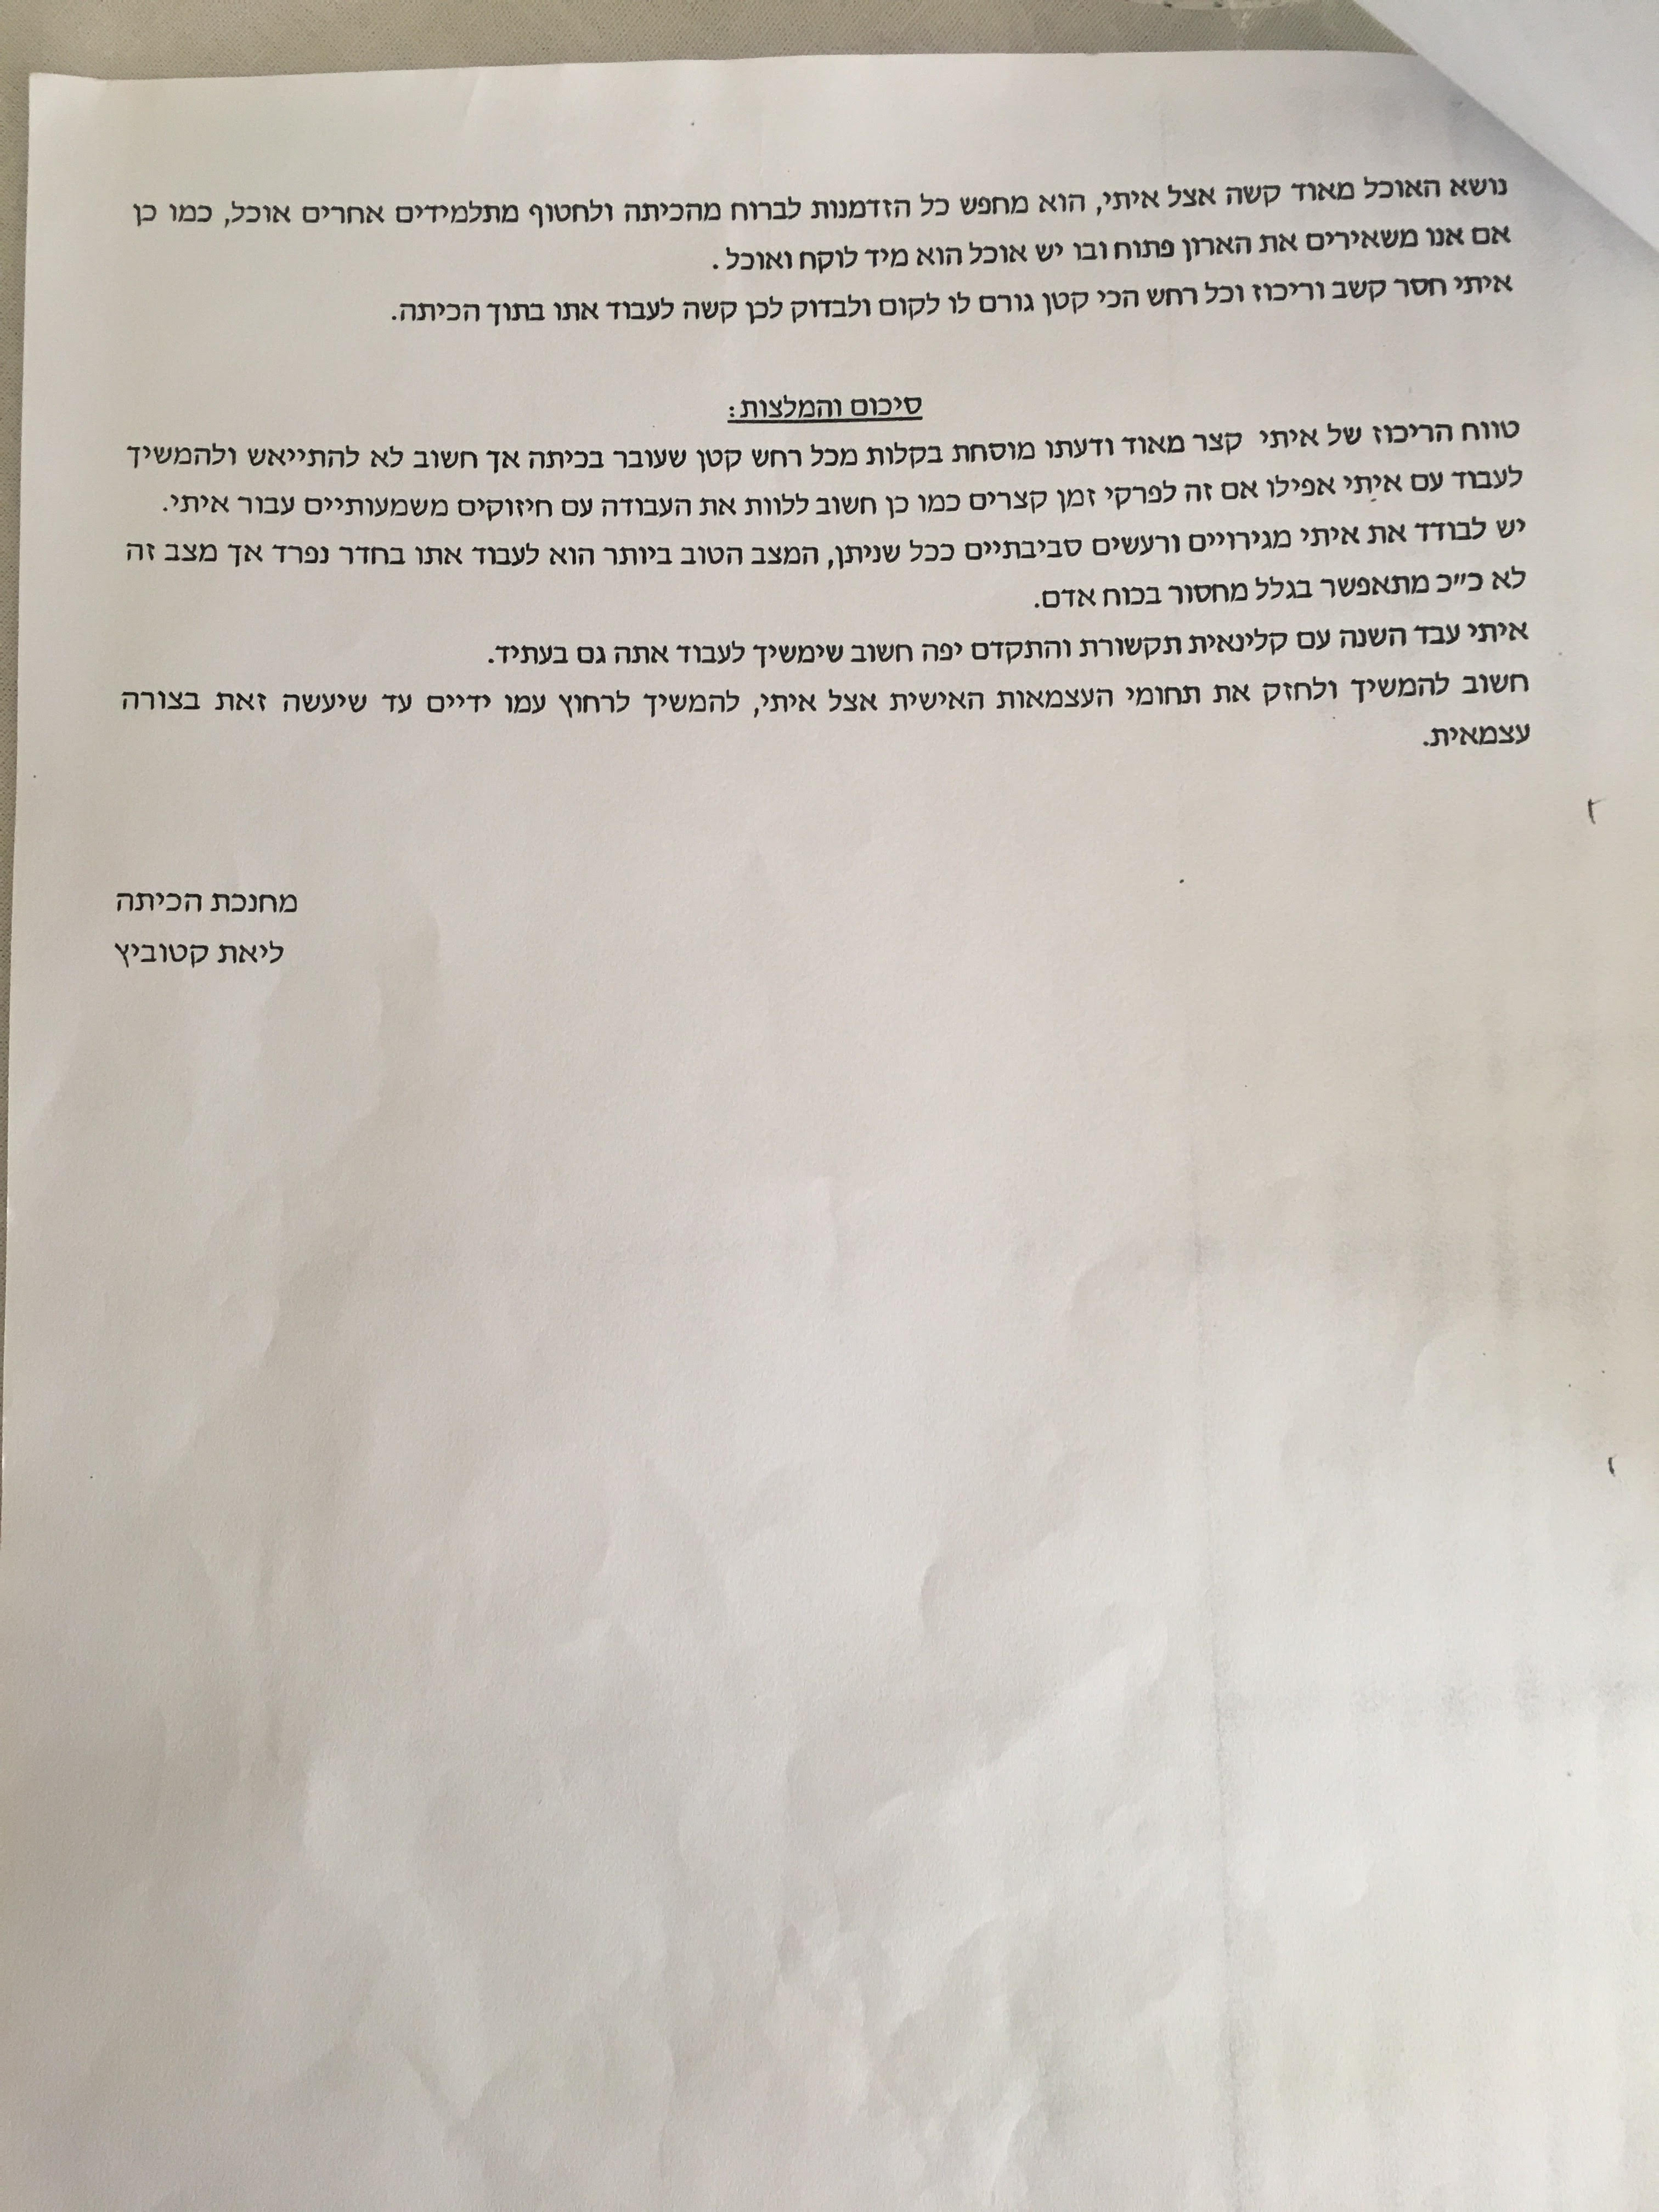 נושא האוכל מאוד קשה אצל איתי, הוא מחפש כל הזדמנות לברוח מהכיתה ולחטוף מתלמידים אחרים אוכל, כמו כן
אם אנו משאירים את הארון פתוח ובו יש אוכל הוא מיד לוקח ואוכל .
איתי חסר קשב וריכוז וכל רחש הכי קטן גורם לו לקום ולבדוק לכן קשה לעבוד אתו בתוך הכיתה.
סיכום והמלצות:
טווח הריכוז של איתי קצר מאוד ודעתו מוסחת בקלות מכל רחש קטן שעובר בכיתה אך חשוב לא להתייאש ולהמשיך
לעבוד עם איתי אפילו אם זה לפרקי זמן קצרים כמו כן חשוב ללוות את העבודה עם חיזוקים משמעותיים עבור איתי.
יש לבודד את איתי מגירויים ורעשים סביבתיים ככל שניתן, המצב הטוב ביותר הוא לעבוד אתו בחדר נפרד אך מצב זה
לא כ״כ מתאפשר בגלל מחסור בכוח אדם.
איתי עבד השנה עם קלינאית תקשורת והתקדם יפה חשוב שימשיך לעבוד אתה גם בעתיד.
חשוב להמשיך ולחזק את תחומי העצמאות האישית אצל איתי, להמשיך לרחוץ עמו ידיים עד שיעשה זאת בצורה
עצמאית.
מחנכת הכיתה
ליאת קטוביץ